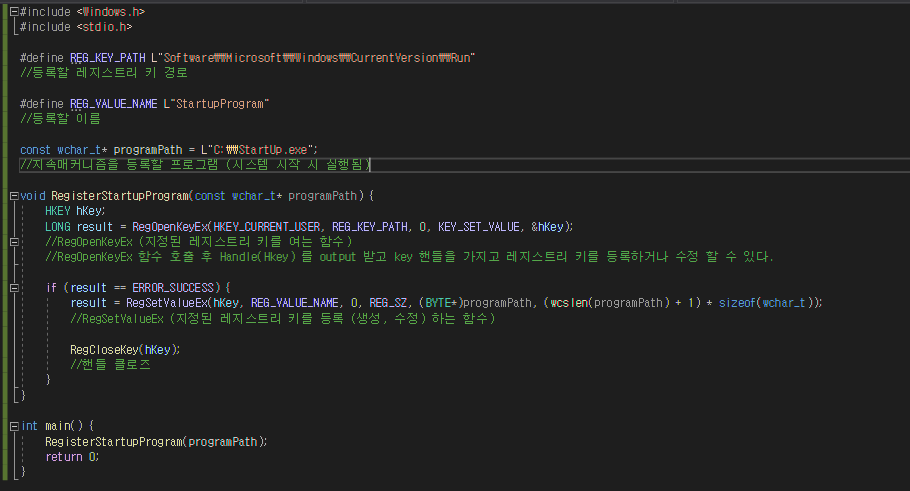 #include <Windows.h>
#include <stdio.h>
#define REG_KEY_PATH L"Software₩₩Microsoft₩₩Windows₩₩CurrentVersion₩₩Run"
//등록할 레지스트리 키 경로
#define REG_VALUE_NAME L"StartupProgram"
//등록할 이름
const wchar_t* programPath = L"C:₩₩StartUp.exe";
//지속매커니즘을 등록할 프로그램 (시스템 시작 시 실행됨)
void RegisterStartupProgram(const wchar_t* programPath) {
HKEY hKey;
LONG result = RegOpenKeyEx(HKEY_CURRENT_USER, REG_KEY_PATH, 0, KEY_SET_VALUE, &hKey);
//RegOpenKeyEx (지정된 레지스트리 키를 여는 함수)
//RegOpenKeyEx 함수 호출 후 Handle(Hkey) 를 output 받고 key 핸들을 가지고 레지스트리 키를 등록하거나 수정 할 수 있다.
if (result == ERROR_SUCCESS) {
result = RegSetValueEx(hKey, REG_VALUE_NAME, 0, REG_SZ, (BYTE*)programPath, (wcslen(programPath) + 1) * sizeof(wchar_t));
//RegSetValueEx (지정된 레지스트리 키를 등록 (생성, 수정) 하는 함수)
RegCloseKey(hKey);
//핸들 클로즈
}
}
int main() {
RegisterStartupProgram(programPath);
return 0;
}